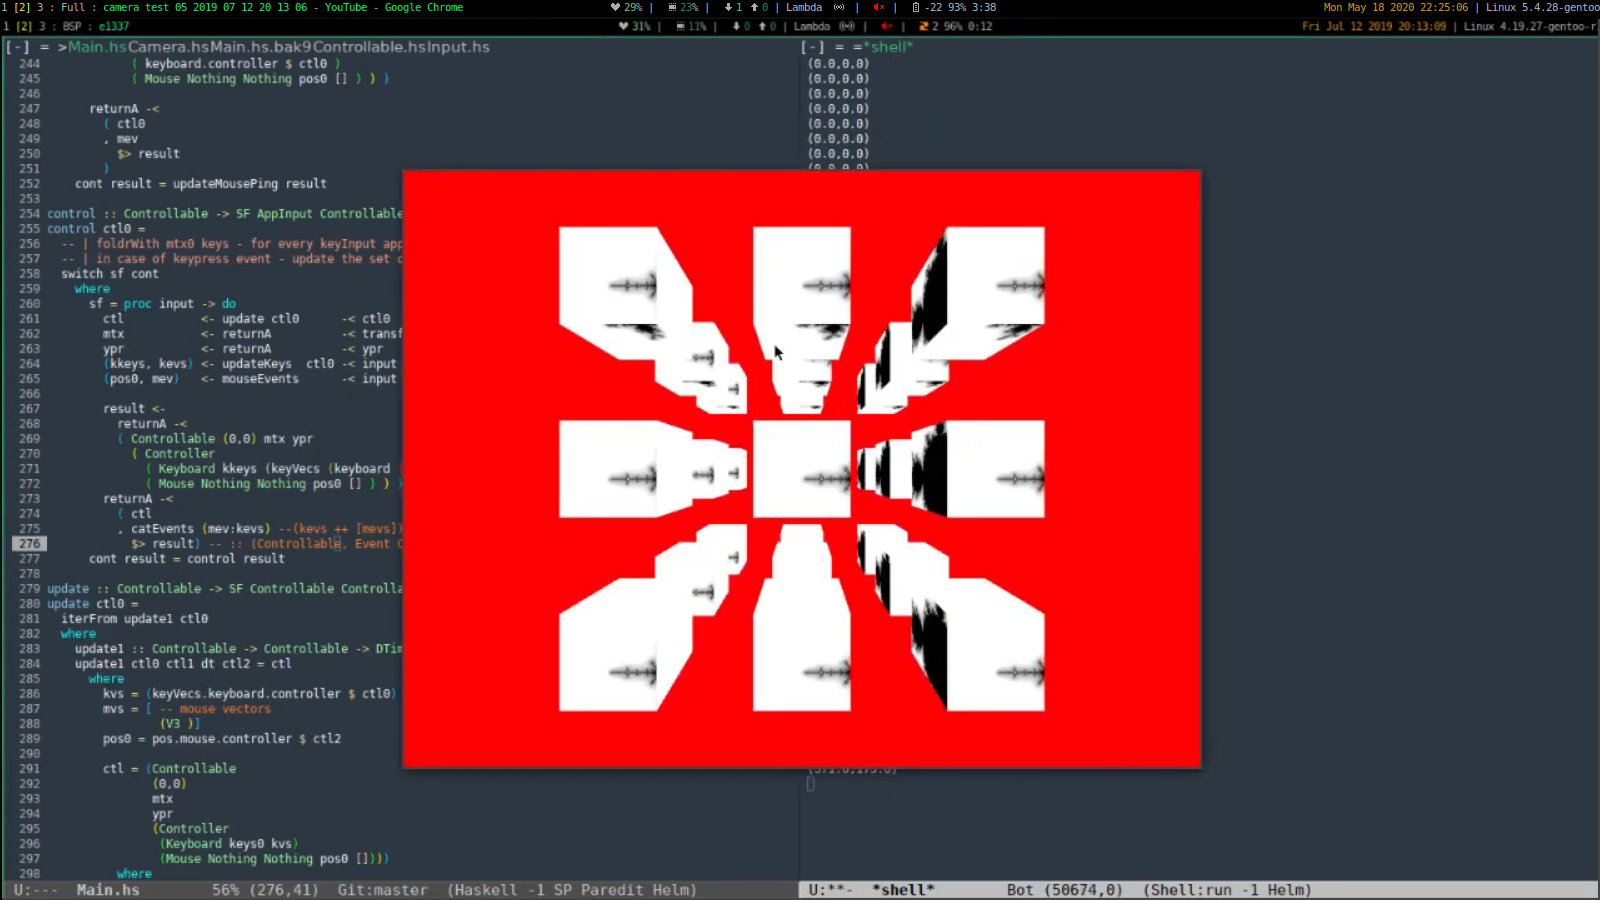 1 [2] 3 : Full : camera test 05 2019 07 12 20 13 06 - YouTube - Google Chrome 29% | 23% | 1 0 | Lambda | | -22 93% 3:38 Mon May 18 2020 22:25:06 | Linux 5.4.28-gentoo
1 [2] 3 : BSP : e1337 31% | 11% | 0 0 | Lambda | | 2 96% 0:12 Fri Jul 12 2019 20:13:09 | Linux 4.19.27-gentoo-r
[-] = >Main.hsCamera.hsMain.hs.bak9Controllable.hsInput.hs
244 ( keyboard.controller $ ctl0 )
245 ( Mouse Nothing Nothing pos0 [] ) ) )
246
247 returnA -<
248 ( ctl0
249 , mev
250 $> result
251 )
252 cont result = updateMousePing result
253
254 control :: Controllable -> SF AppInput Controllable
255 control ctl0 =
256 -- | foldrWith mtx0 keys - for every keyInput app
257 -- | in case of keypress event - update the set o
258 switch sf cont
259 where
260 sf = proc input -> do
261 ctl <- update ctl0 -< ctl0
262 mtx <- returnA -< transf
263 ypr <- returnA -< ypr
264 (kkeys, kevs) <- updateKeys ctl0 -< input
265 (pos0, mev) <- mouseEvents -< input
266
267 result <-
268 returnA -<
269 ( Controllable (0,0) mtx ypr
270 ( Controller
271 ( Keyboard kkeys (keyVecs (keyboard (
272 ( Mouse Nothing Nothing pos0 [] ) ) )
273 returnA -<
274 ( ctl
275 , catEvents (mev:kevs) --(kevs ++ [mevs])
276 $> result) -- :: (Controllable, Event C
277 cont result = control result
278
279 update :: Controllable -> SF Controllable Controlla
280 update ctl0 =
281 iterFrom update1 ctl0
282 where
283 update1 :: Controllable -> Controllable -> DTim
284 update1 ctl0 ctl1 dt ctl2 = ctl
285 where
286 kvs = (keyVecs.keyboard.controller $ ctl0)
287 mvs = [ -- mouse vectors
288 (V3 )]
289 pos0 = pos.mouse.controller $ ctl2
290
291 ctl = (Controllable
292 (0,0)
293 mtx
294 ypr
295 (Controller
296 (Keyboard keys0 kvs)
297 (Mouse Nothing Nothing pos0 [])))
298 where
U:--- Main.hs 56% (276,41) Git:master (Haskell -1 SP Paredit Helm)
[-] = =*shell*
(0.0,0.0)
(0.0,0.0)
(0.0,0.0)
(0.0,0.0)
(0.0,0.0)
(0.0,0.0)
(0.0,0.0)
U:**- *shell* Bot (50674,0) (Shell:run -1 Helm)